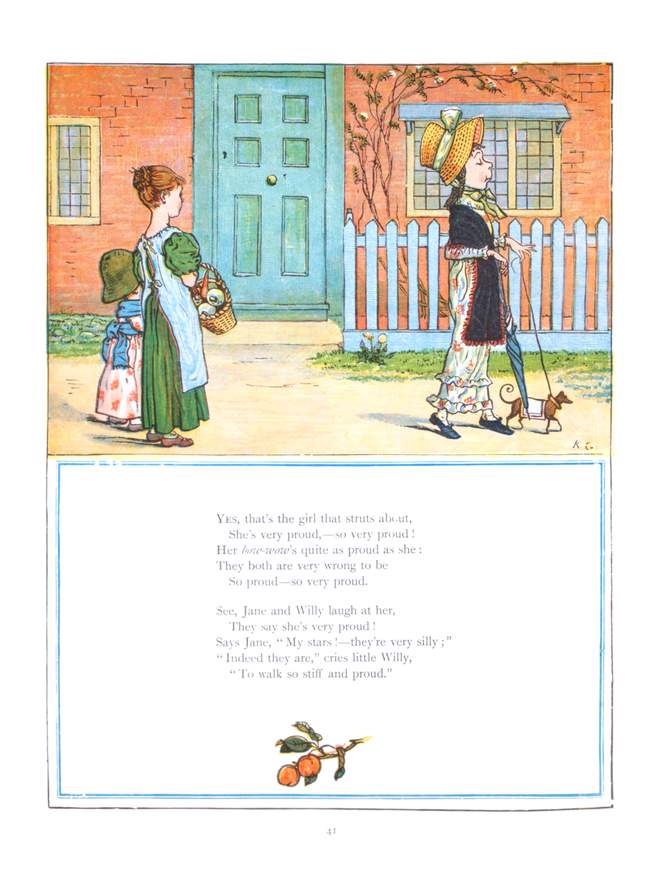 K G.
YES, that's the girl that struts about,
She's very proud,—so very proud!
Her bow-wow's quite as proud as she:
They both are very wrong to be
So proud—so very proud.
See, Jane and Willy laugh at her,
They say she's very proud!
Says Jane, "My stars!—they're very silly;"
"Indeed they are," cries little Willy,
"To walk so stiff and proud."
41